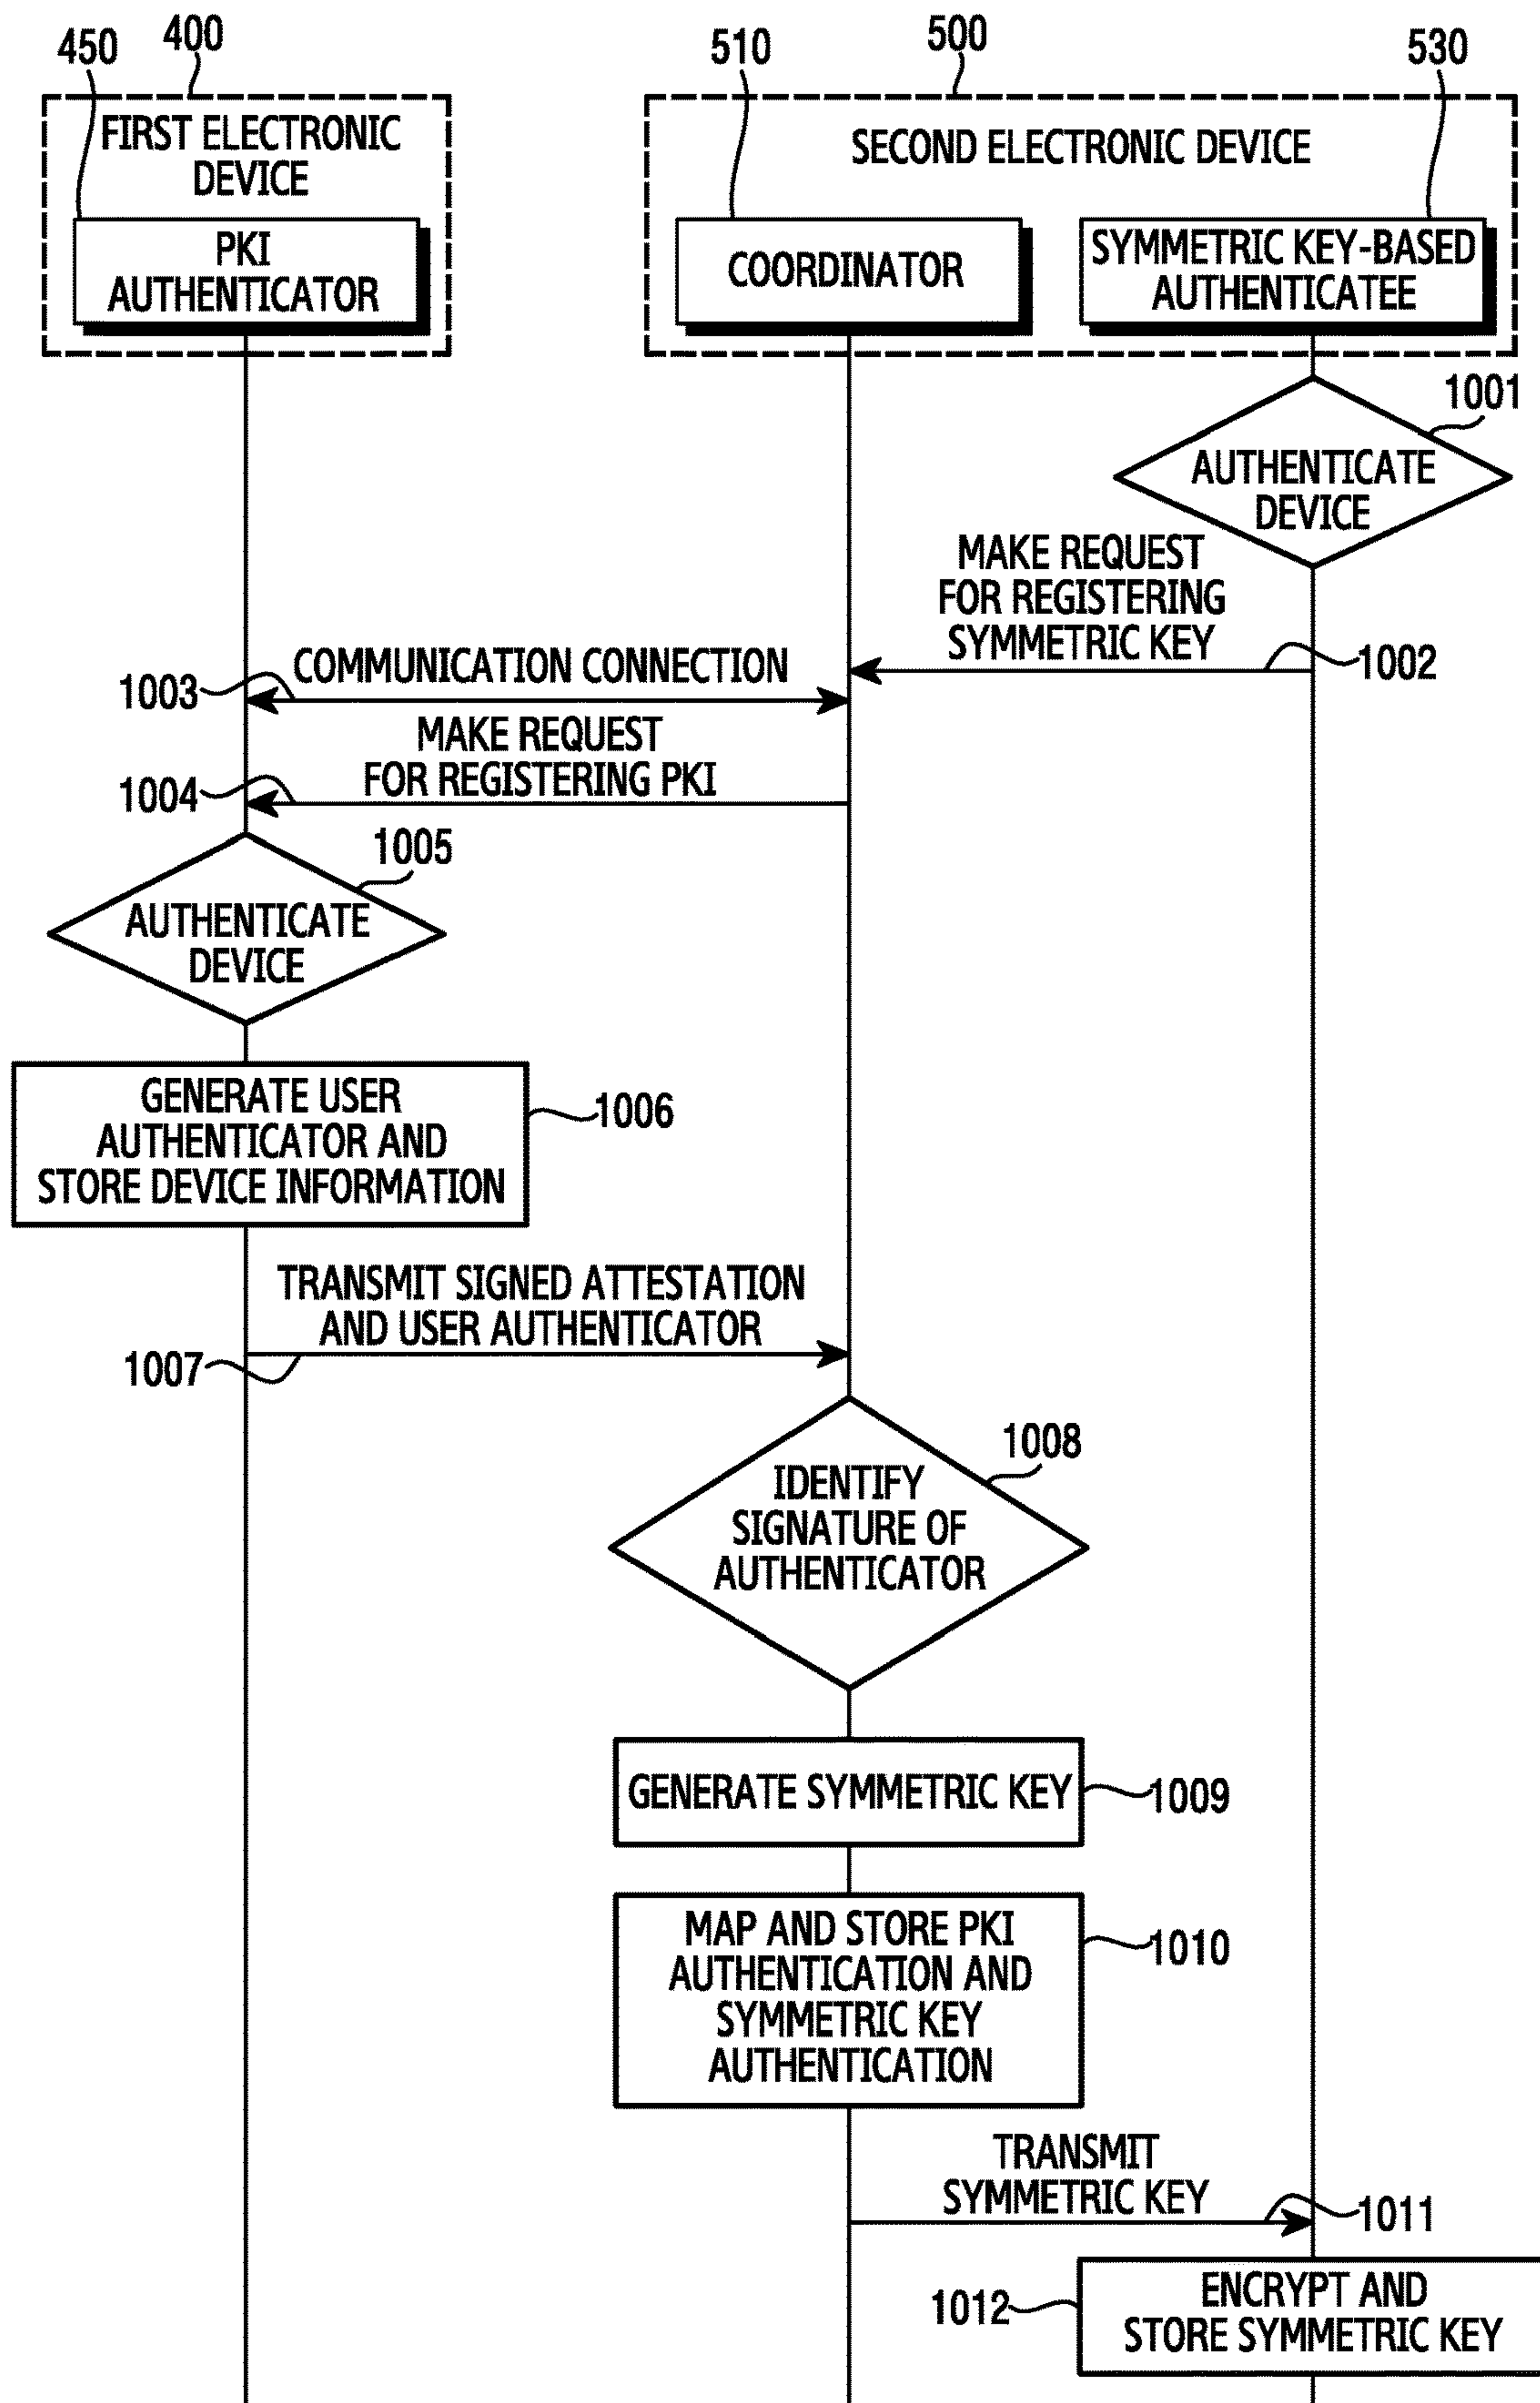 450
400
510
500
530
FIRST ELECTRONIC
DEVICE
SECOND ELECTRONIC DEVICE
PKI
AUTHENTICATOR
COORDINATOR
SYMMETRIC KEY-BASED
AUTHENTICATEE
1001
AUTHENTICATE
DEVICE
MAKE REQUEST
FOR REGISTERING
SYMMETRIC KEY
1002
COMMUNICATION CONNECTION
1003
MAKE REQUEST
FOR REGISTERING PKI
1004
1005
AUTHENTICATE
DEVICE
GENERATE USER
AUTHENTICATOR AND
STORE DEVICE INFORMATION
1006
TRANSMIT SIGNED ATTESTATION
AND USER AUTHENTICATOR
1007
1008
IDENTIFY
SIGNATURE OF
AUTHENTICATOR
GENERATE SYMMETRIC KEY
1009
MAP AND STORE PKI
AUTHENTICATION AND
SYMMETRIC KEY
AUTHENTICATION
1010
TRANSMIT
SYMMETRIC KEY
1011
1012
ENCRYPT AND
STORE SYMMETRIC KEY